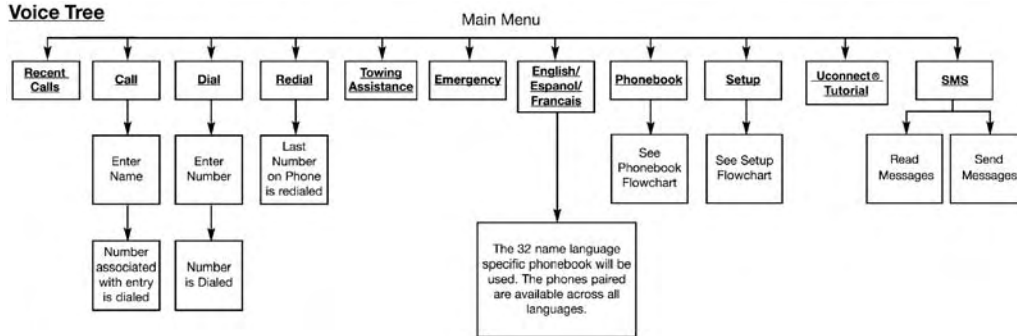 Voice Tree
Main Menu
Recent
Calls
Call
Dial
Redial
Towing
Assistance
Emergency
English/
Espanol/
Francais
Phonebook
Setup
Uconnect®
Tutorial
SMS
Enter
Name
Enter
Number
Last
Number
on Phone
is redialed
See
Phonebook
Flowchart
See Setup
Flowchart
Read
Messages
Send
Messages
Number
associated
with entry
is dialed
Number
is Dialed
The 32 name language
specific phonebook will be
used. The phones paired
are available across all
languages.